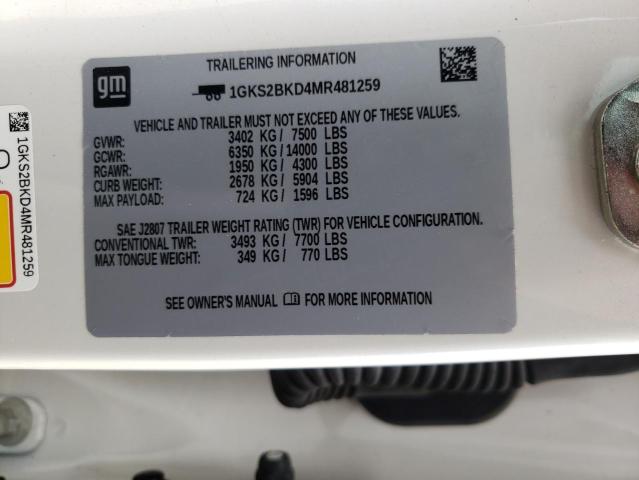 gm
TRAILERING INFORMATION
1GKS2BKD4MR481259
VEHICLE AND TRAILER MUST NOT EXCEED ANY OF THESE VALUES.
GVWR: 3402 KG/ 7500 LBS
GCWR: 6350 KG/14000 LBS
RGAWR: 1950 KG/ 4300 LBS
CURB WEIGHT: 2678 KG/ 5904 LBS
MAX PAYLOAD: 724 KG/ 1596 LBS
SAE J2807 TRAILER WEIGHT RATING (TWR) FOR VEHICLE CONFIGURATION.
CONVENTIONAL TWR: 3493 KG/ 7700 LBS
MAX TONGUE WEIGHT: 349 KG/ 770 LBS
SEE OWNER'S MANUAL FOR MORE INFORMATION
1GKS2BKD4MR481259